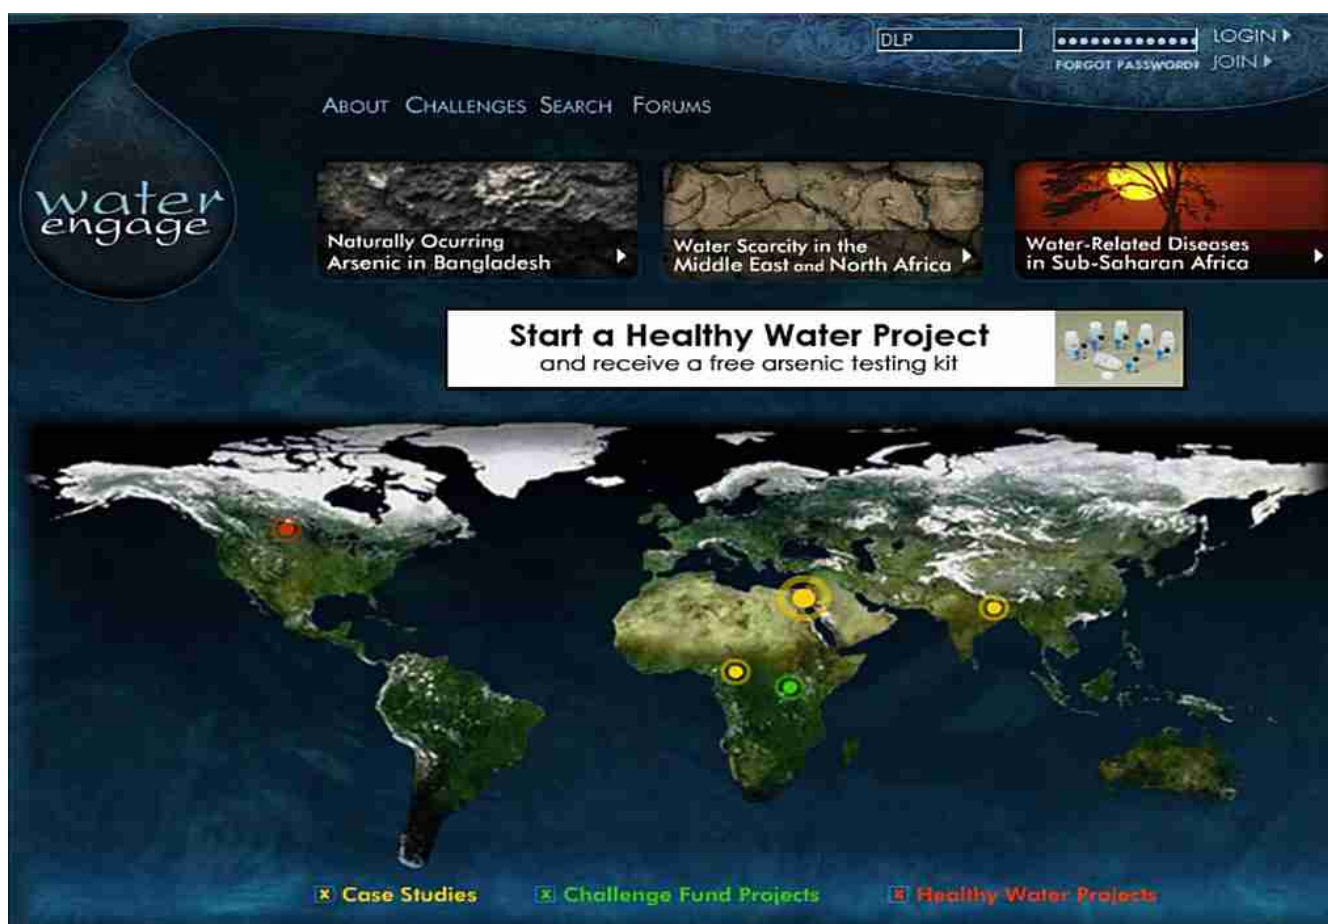 DLP
LOGIN
FORGOT PASSWORD?
JOIN
ABOUT CHALLENGES SEARCH FORUMS
water
engage
Naturally Ocurring
Arsenic in Bangladesh
Water Scarcity in the
Middle East and North Africa
Water-Related Diseases
in Sub-Saharan Africa
Start a Healthy Water Project
and receive a free arsenic testing kit
Case Studies
Challenge Fund Projects
Healthy Water Projects